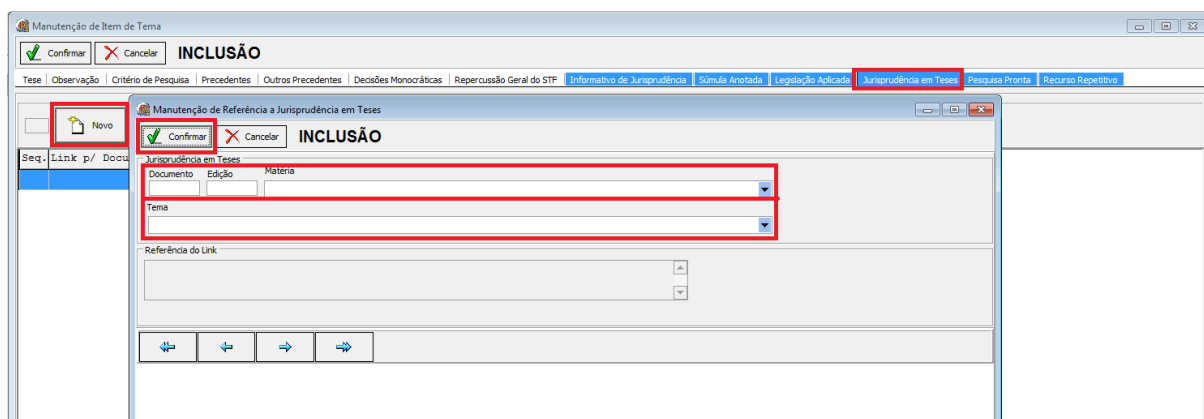 Manutenção de Item de Tema
Confirmar Cancelar INCLUSÃO
Tese Observação Critério de Pesquisa Precedentes Outros Precedentes Decisões Monocráticas Repercussão Geral do STF Informativo de Jurisprudência Súmula Anotada Legislação Aplicada Jurisprudência em Teses Pesquisa Pronta Recurso Repetitivo
Novo
Seq. Link p/ Docu
Manutenção de Referência a Jurisprudência em Teses
Confirmar Cancelar INCLUSÃO
Jurisprudência em Teses
Documento Edição Matéria
Tema
Referência do Link